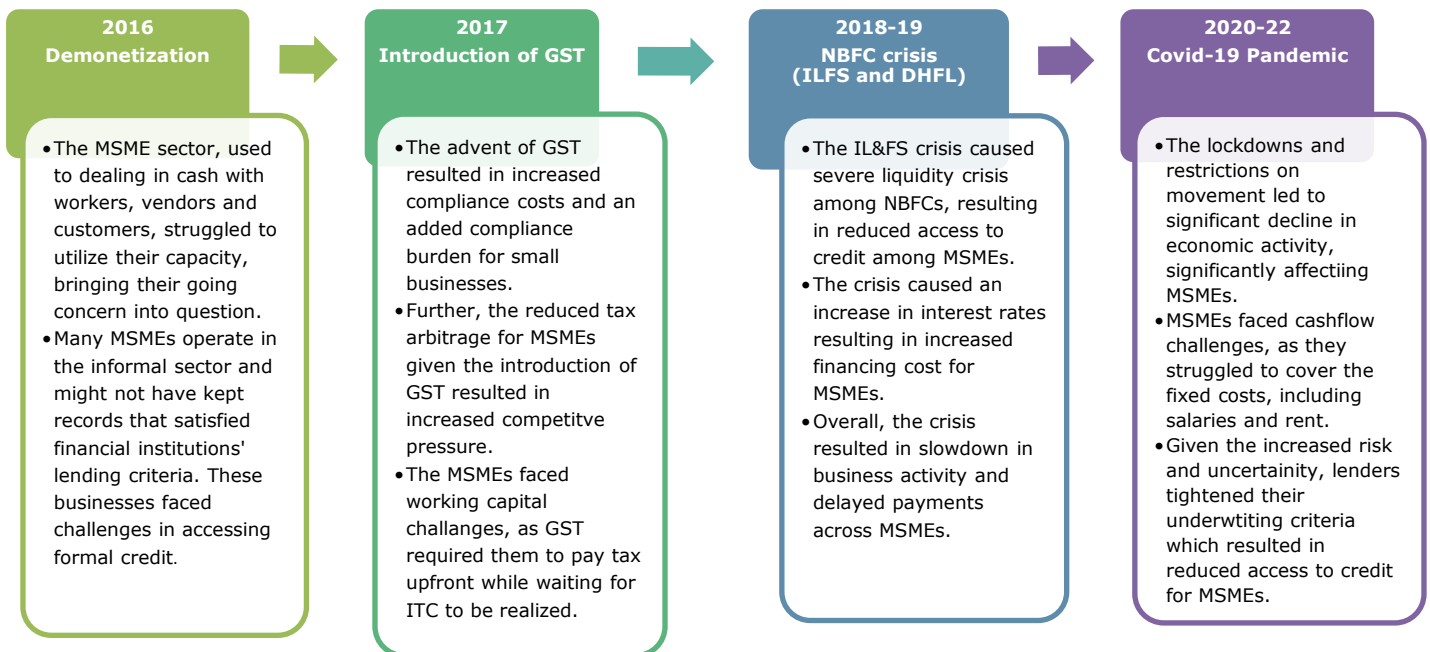 2016
Demonetization
•The MSME sector, used
to dealing in cash with
workers, vendors and
customers, struggled to
utilize their capacity,
bringing their going
concern into question.
•Many MSMEs operate in
the informal sector and
might not have kept
records that satisfied
financial institutions'
lending criteria. These
businesses faced
challenges in accessing
formal credit.
2017
Introduction of GST
•The advent of GST
resulted in increased
compliance costs and an
added compliance
burden for small
businesses.
•Further, the reduced tax
arbitrage for MSMEs
given the introduction of
GST resulted in
increased competitve
pressure.
•The MSMEs faced
working capital
challanges, as GST
required them to pay tax
upfront while waiting for
ITC to be realized.
2018-19
NBFC crisis
(ILFS and DHFL)
•The IL&FS crisis caused
severe liquidity crisis
among NBFCs, resulting
in reduced access to
credit among MSMEs.
•The crisis caused an
increase in interest rates
resulting in increased
financing cost for
MSMEs.
•Overall, the crisis
resulted in slowdown in
business activity and
delayed payments
across MSMEs.
2020-22
Covid-19 Pandemic
•The lockdowns and
restrictions on
movement led to
significant decline in
economic activity,
significantly affectiing
MSMEs.
•MSMEs faced cashflow
challenges, as they
struggled to cover the
fixed costs, including
salaries and rent.
•Given the increased risk
and uncertainity, lenders
tightened their
underwtiting criteria
which resulted in
reduced access to credit
for MSMEs.